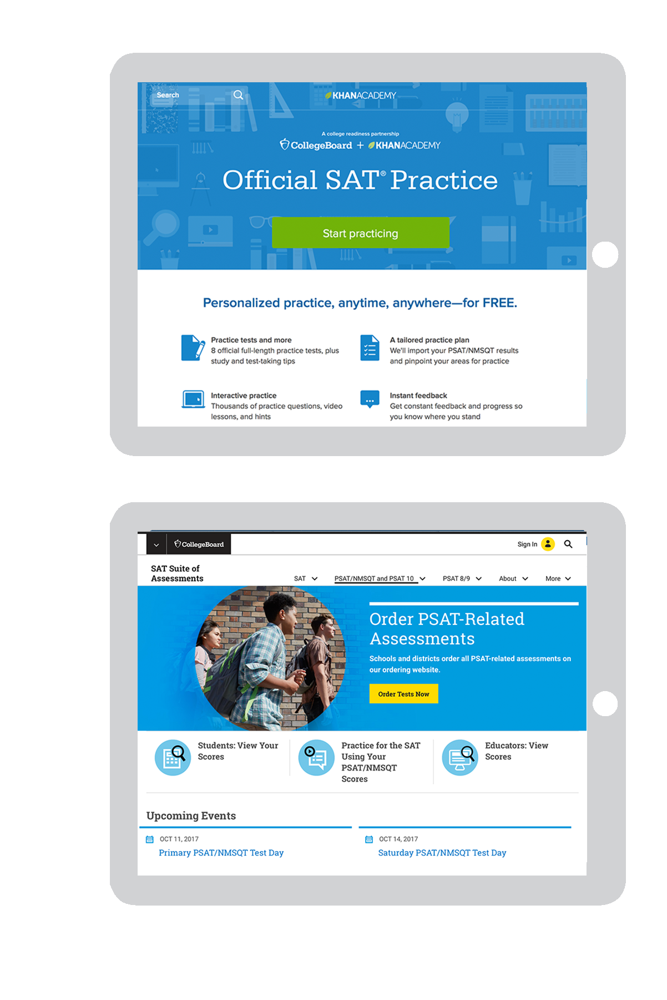 Search
KHANACADEMY
A college readiness partnership
CollegeBoard + KHANACADEMY
Official SAT® Practice
Start practicing
Personalized practice, anytime, anywhere—for FREE.
Practice tests and more
8 official full-length practice tests, plus
study and test-taking tips
A tailored practice plan
We'll import your PSAT/NMSQT results
and pinpoint your areas for practice
Interactive practice
Thousands of practice questions, video
lessons, and hints
Instant feedback
Get constant feedback and progress so
you know where you stand
CollegeBoard
Sign In
SAT Suite of
Assessments
SAT PSAT/NMSQT and PSAT 10 PSAT 8/9 About More
Order PSAT-Related
Assessments
Schools and districts order all PSAT-related assessments on
our ordering website.
Order Tests Now
Students: View Your
Scores
Practice for the SAT
Using Your
PSAT/NMSQT
Scores
Educators: View
Scores
Upcoming Events
OCT 11, 2017
Primary PSAT/NMSQT Test Day
OCT 14, 2017
Saturday PSAT/NMSQT Test Day